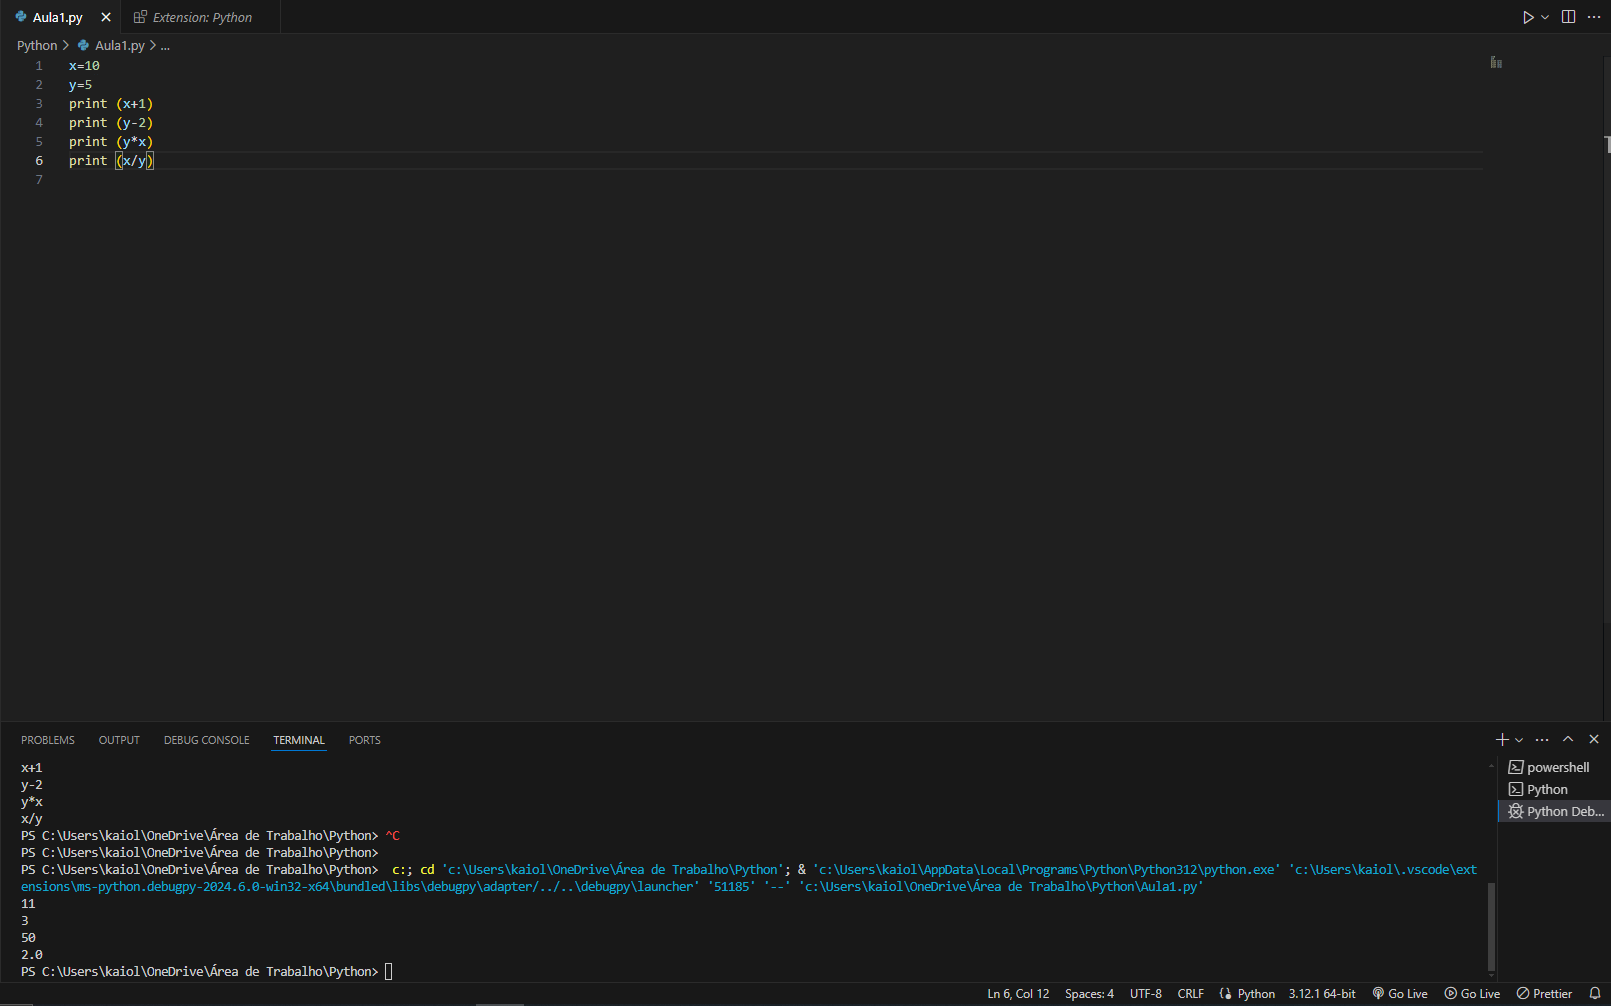 Aula1.py Extension: Python
Python > Aula1.py > ...
1 x=10
2 y=5
3 print (x+1)
4 print (y-2)
5 print (y*x)
6 print (x/y)
7
PROBLEMS OUTPUT DEBUG CONSOLE TERMINAL PORTS
x+1
y-2
y*x
x/y
PS C:\Users\kaiol\OneDrive\Área de Trabalho\Python> ^C
PS C:\Users\kaiol\OneDrive\Área de Trabalho\Python>
PS C:\Users\kaiol\OneDrive\Área de Trabalho\Python>  c:; cd 'c:\Users\kaiol\OneDrive\Área de Trabalho\Python'; & 'c:\Users\kaiol\AppData\Local\Programs\Python\Python312\python.exe' 'c:\Users\kaiol\.vscode\ext
ensions\ms-python.debugpy-2024.6.0-win32-x64\bundled\libs\debugpy\adapter/../..\debugpy\launcher' '51185' '--' 'c:\Users\kaiol\OneDrive\Área de Trabalho\Python\Aula1.py'
11
3
50
2.0
PS C:\Users\kaiol\OneDrive\Área de Trabalho\Python>
powershell
Python
Python Deb...
Ln 6, Col 12 Spaces: 4 UTF-8 CRLF Python 3.12.1 64-bit Go Live Go Live Prettier